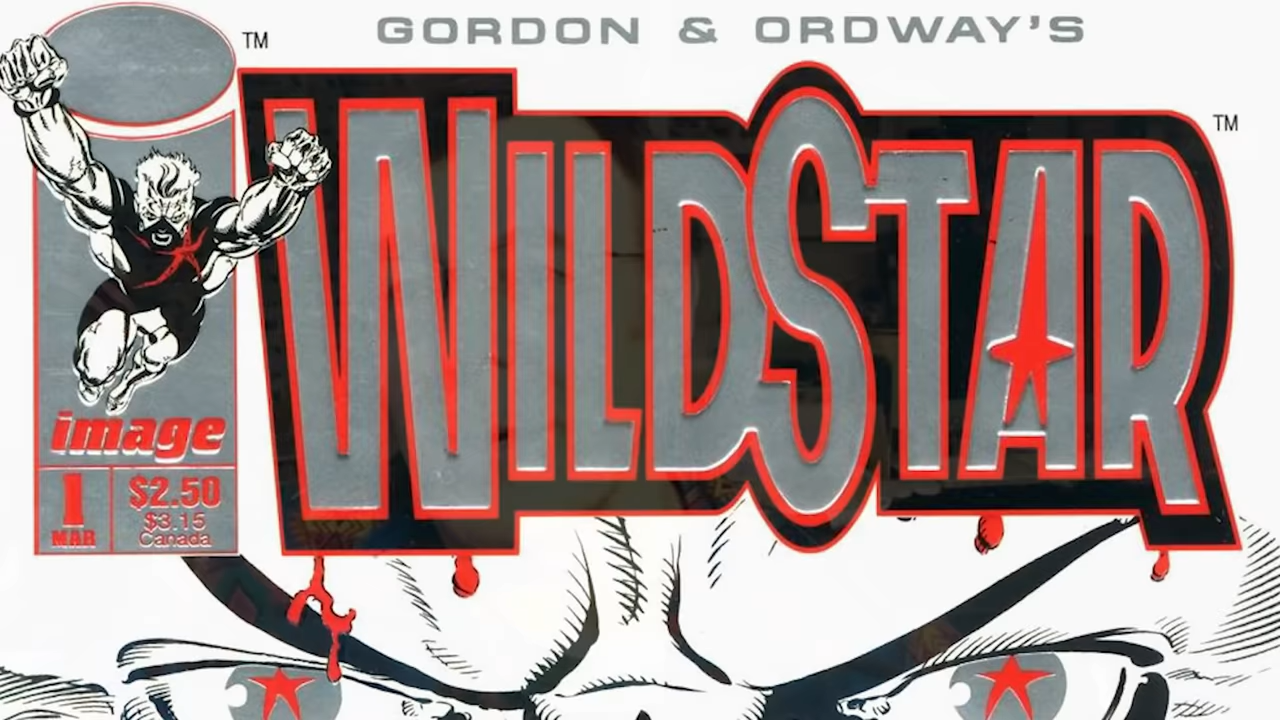 GORDON & ORDWAY'S
TM
WILDSTAR
TM
image
1
MAR
$2.50
$3.15
Canada